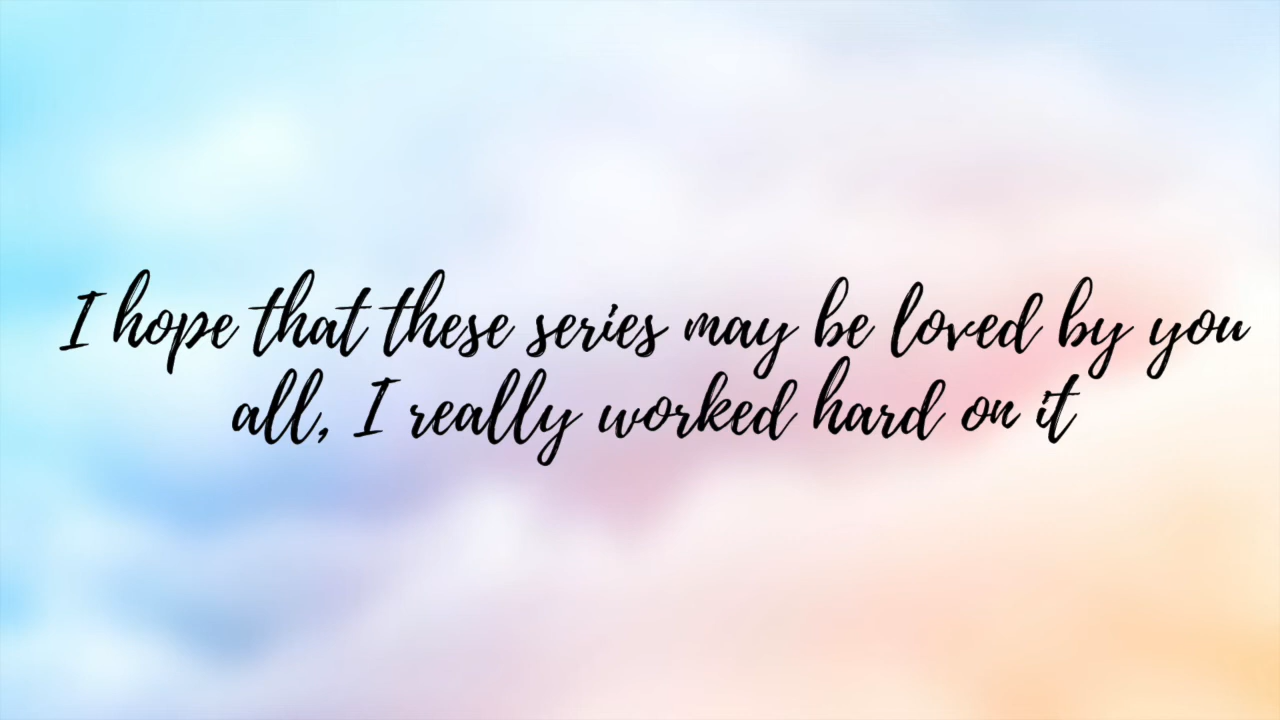 I hope that these series may be loved by you
all, I really worked hard on it